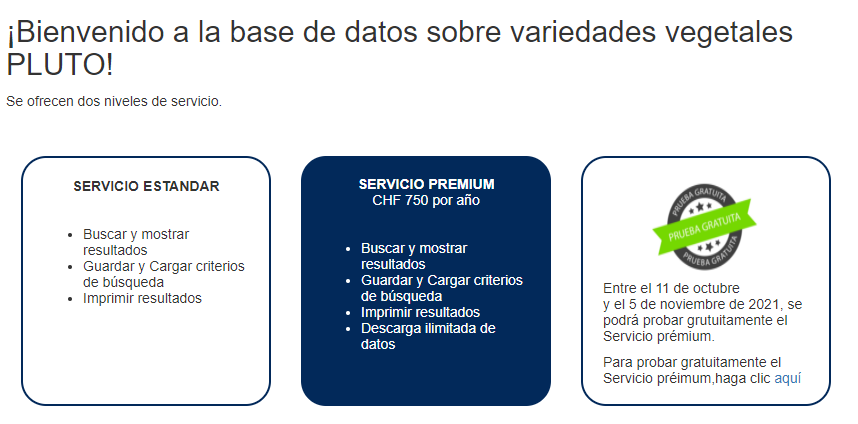 ¡Bienvenido a la base de datos sobre variedades vegetales
PLUTO!
Se ofrecen dos niveles de servicio.
SERVICIO ESTANDAR
Buscar y mostrar
resultados
Guardar y Cargar criterios
de búsqueda
Imprimir resultados
SERVICIO PREMIUM
CHF 750 por año
Buscar y mostrar
resultados
Guardar y Cargar criterios
de búsqueda
Imprimir resultados
Descarga ilimitada de
datos
PRUEBA GRATUITA
PRUEBA GRATUITA
PRUEBA GRATUITA
Entre el 11 de octubre
y el 5 de noviembre de 2021, se
podrá probar grutuitamente el
Servicio prémium.
Para probar gratuitamente el
Servicio préimum,haga clic aquí